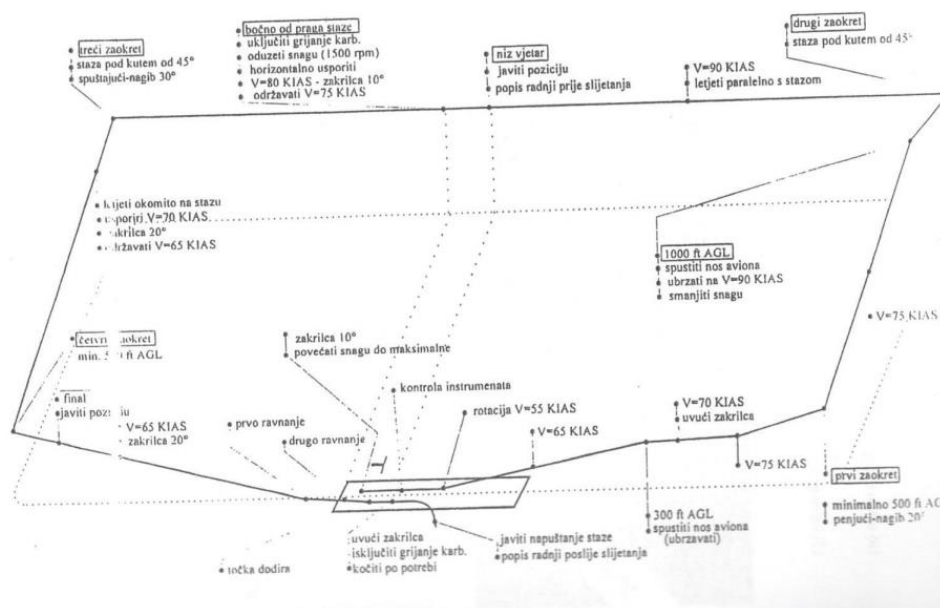 treći zaokret
staza pod kutem od 45°
spuštajući-nagib 30°
bočno od praga staze
uključiti grijanje karb.
oduzeti snagu (1500 rpm)
horizontalno usporiti
V=80 KIAS - zakrilca 10°
održavati V=75 KIAS
niz vjetar
javiti poziciju
popis radnji prije slijetanja
V=90 KIAS
letjeti paralelno s stazom
drugi zaokret
staza pod kutem od 45°
letjeti okomito na stazu
usporiti V=70 KIAS
zakrilca 20°
održavati V=65 KIAS
1000 ft AGL
spustiti nos aviona
ubrzati na V=90 KIAS
smanjiti snagu
V=75 KIAS
četvrti zaokret
min. ft AGL
zakrilca 10°
povećati snagu do maksimalne
kontrola instrumenata
final
javiti poziciju
V=65 KIAS
zakrilca 20°
prvo ravnanje
drugo ravnanje
rotacija V=55 KIAS
V=65 KIAS
V=70 KIAS
uvući zakrilca
V=75 KIAS
prvi zaokret
minimalno 500 ft
penjući-nagib 20°
300 ft AGL
spustiti nos aviona
(ubrzavati)
točka dodira
uvući zakrilca
isključiti grijanje karb.
kočiti po potrebi
javiti napuštanje staze
popis radnji poslije slijetanja